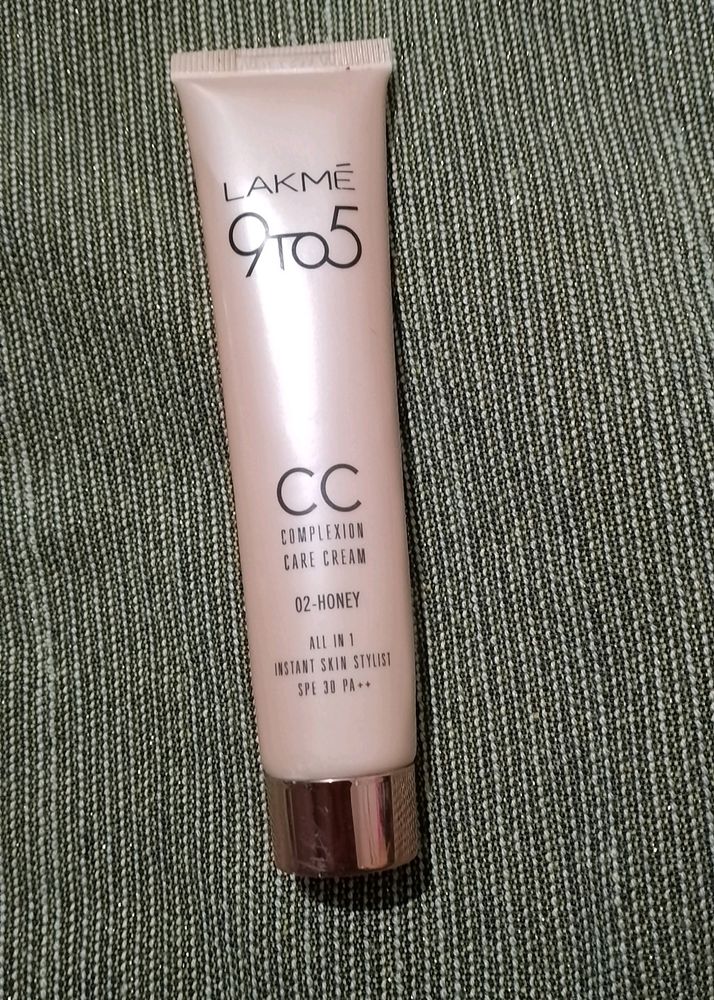 LAKMÉ
9TO5
CC
COMPLEXION
CARE CREAM
02-HONEY
ALL IN 1
INSTANT SKIN STYLIST
SPF 30 PA++